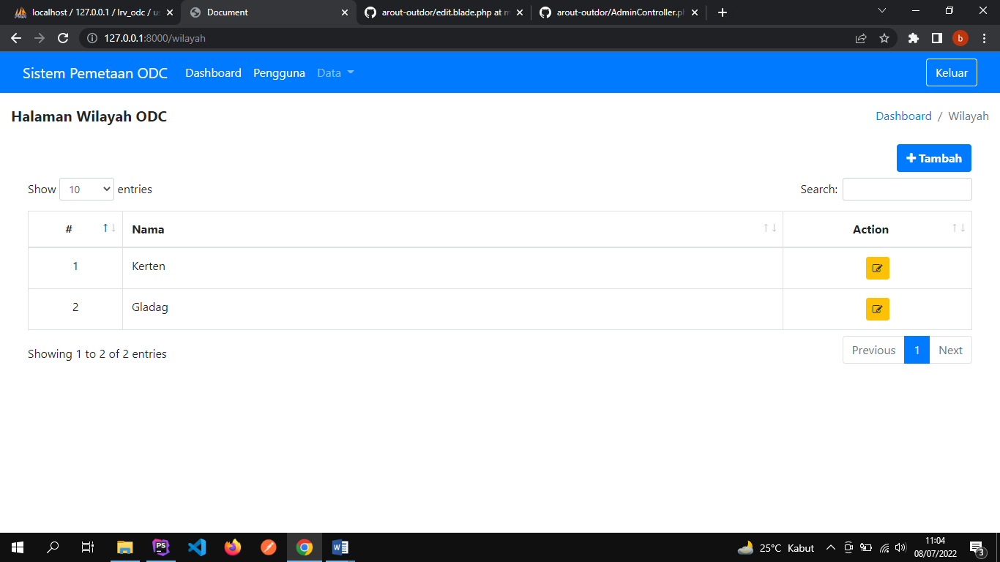 localhost / 127.0.0.1 / lrv_odc / us
Document
arout-outdor/edit.blade.php at m
arout-outdor/AdminController.ph
127.0.0.1:8000/wilayah
b
Sistem Pemetaan ODC Dashboard Pengguna Data Keluar
Halaman Wilayah ODC
Dashboard / Wilayah
Tambah
Show 10 entries
Search:
# Nama Action
1 Kerten
2 Gladag
Showing 1 to 2 of 2 entries
Previous 1 Next
PS
W
25°C Kabut
11:04
08/07/2022
3